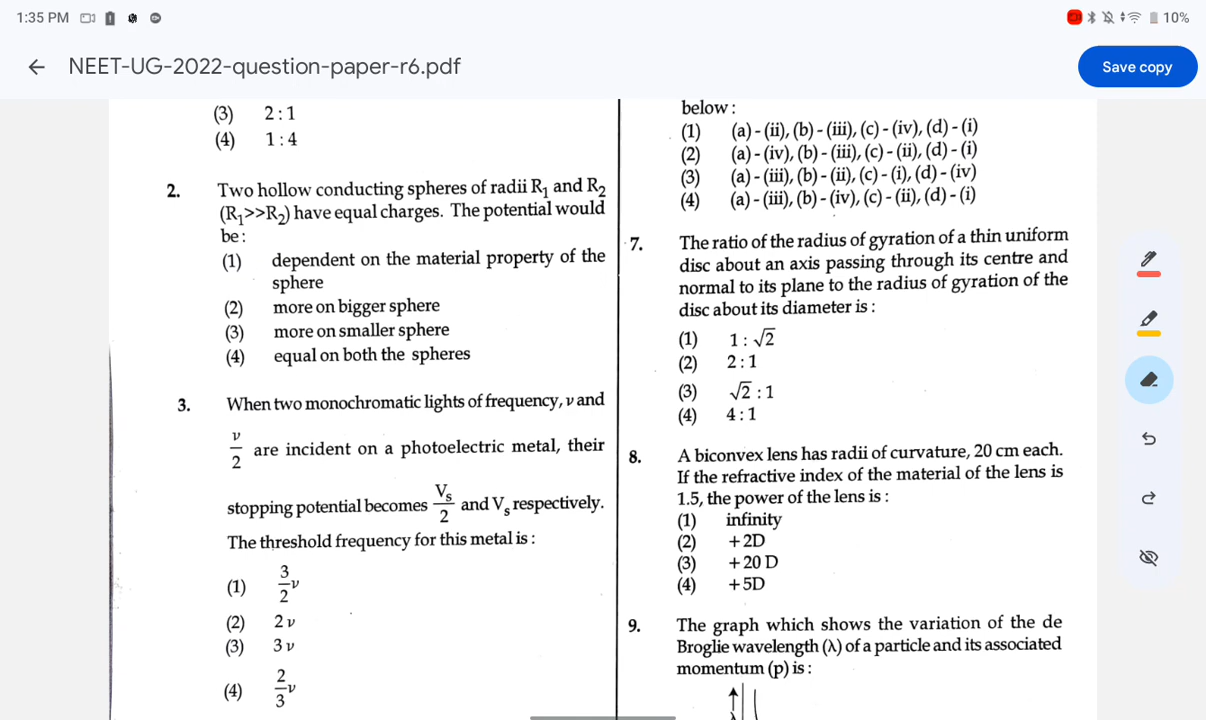 1:35 PM
10%
NEET-UG-2022-question-paper-r6.pdf
Save copy
(3) 2 : 1
(4) 1 : 4
2. Two hollow conducting spheres of radii R₁ and R₂
(R₁>>R₂) have equal charges. The potential would
be :
(1) dependent on the material property of the
sphere
(2) more on bigger sphere
(3) more on smaller sphere
(4) equal on both the spheres
3. When two monochromatic lights of frequency, ν and
ν/2 are incident on a photoelectric metal, their
stopping potential becomes Vₛ/2 and Vₛ respectively.
The threshold frequency for this metal is :
(1) 3/2 ν
(2) 2 ν
(3) 3 ν
(4) 2/3 ν
below :
(1) (a) - (ii), (b) - (iii), (c) - (iv), (d) - (i)
(2) (a) - (iv), (b) - (iii), (c) - (ii), (d) - (i)
(3) (a) - (iii), (b) - (ii), (c) - (i), (d) - (iv)
(4) (a) - (iii), (b) - (iv), (c) - (ii), (d) - (i)
7. The ratio of the radius of gyration of a thin uniform
disc about an axis passing through its centre and
normal to its plane to the radius of gyration of the
disc about its diameter is :
(1) 1 : √2
(2) 2 : 1
(3) √2 : 1
(4) 4 : 1
8. A biconvex lens has radii of curvature, 20 cm each.
If the refractive index of the material of the lens is
1.5, the power of the lens is :
(1) infinity
(2) +2D
(3) +20 D
(4) +5D
9. The graph which shows the variation of the de
Broglie wavelength (λ) of a particle and its associated
momentum (p) is :